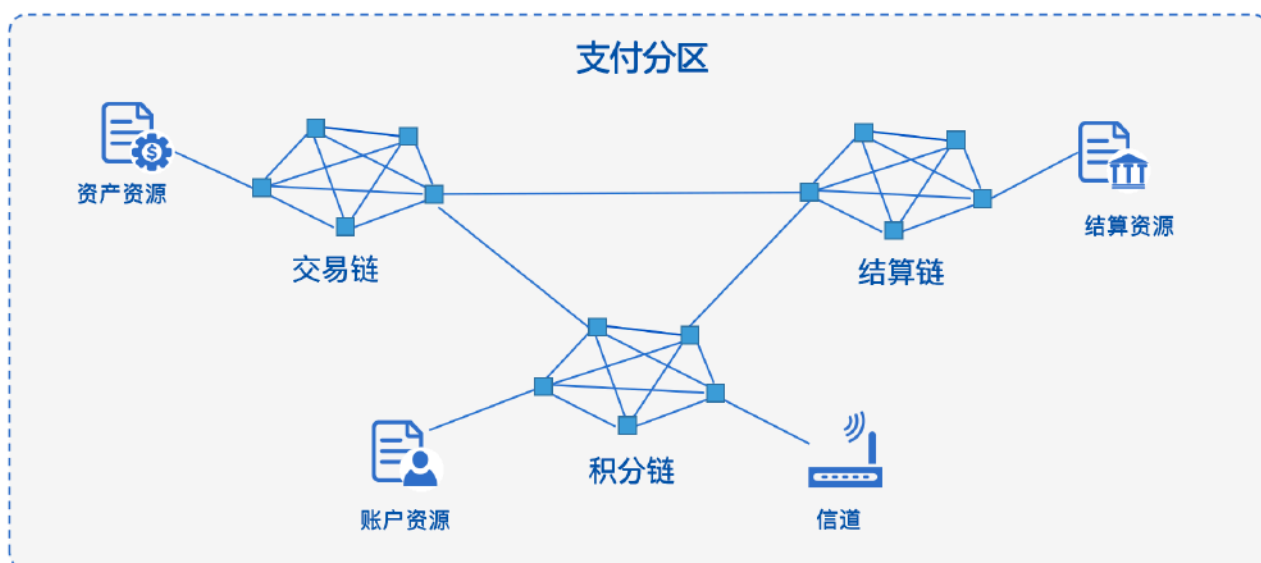 支付分区
资产资源
结算资源
交易链
结算链
积分链
账户资源
信道